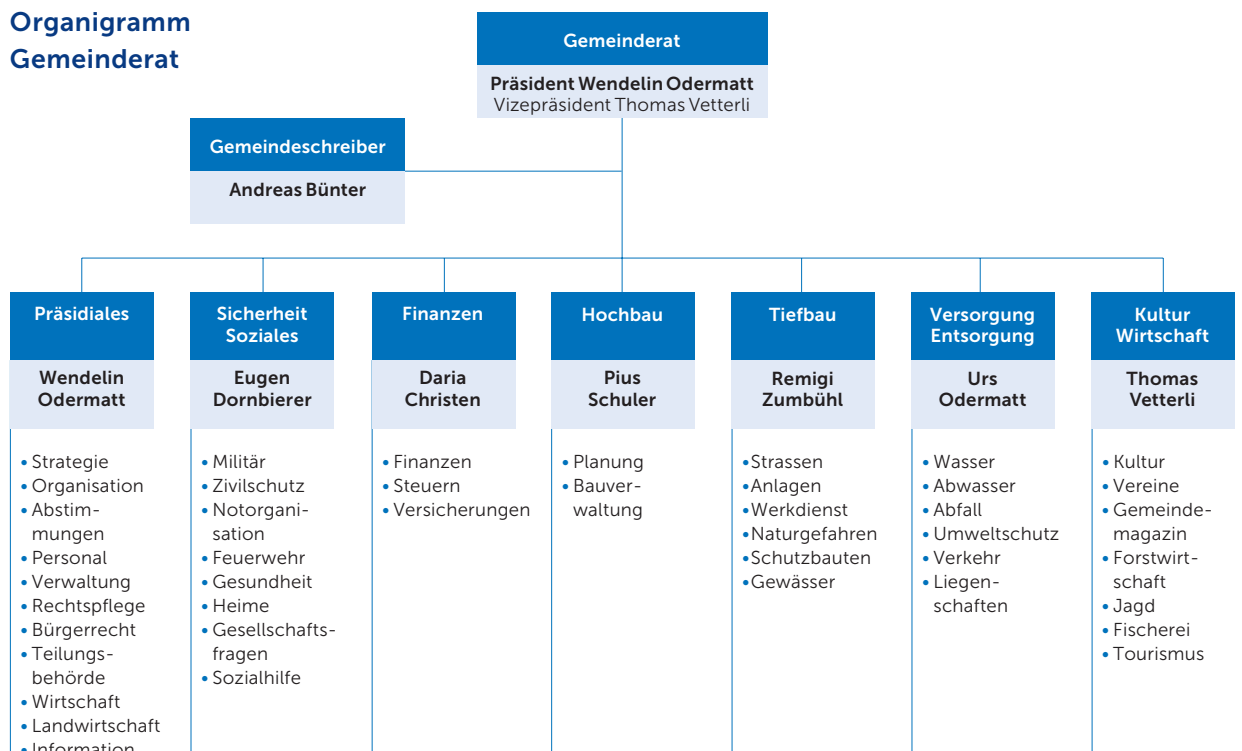 Organigramm
Gemeinderat
Gemeinderat
Präsident Wendelin Odermatt
Vizepräsident Thomas Vetterli
Gemeindeschreiber
Andreas Bünter
Präsidiales
Wendelin
Odermatt
• Strategie
• Organisation
• Abstim-
mungen
• Personal
• Verwaltung
• Rechtspflege
• Bürgerrecht
• Teilungs-
behörde
• Wirtschaft
• Landwirtschaft
• Information
Sicherheit
Soziales
Eugen
Dornbierer
• Militär
• Zivilschutz
• Notorgani-
sation
• Feuerwehr
• Gesundheit
• Heime
• Gesellschafts-
fragen
• Sozialhilfe
Finanzen
Daria
Christen
• Finanzen
• Steuern
• Versicherungen
Hochbau
Pius
Schuler
• Planung
• Bauver-
waltung
Tiefbau
Remigi
Zumbühl
• Strassen
• Anlagen
• Werkdienst
• Naturgefahren
• Schutzbauten
• Gewässer
Versorgung
Entsorgung
Urs
Odermatt
• Wasser
• Abwasser
• Abfall
• Umweltschutz
• Verkehr
• Liegen-
schaften
Kultur
Wirtschaft
Thomas
Vetterli
• Kultur
• Vereine
• Gemeinde-
magazin
• Forstwirt-
schaft
• Jagd
• Fischerei
• Tourismus